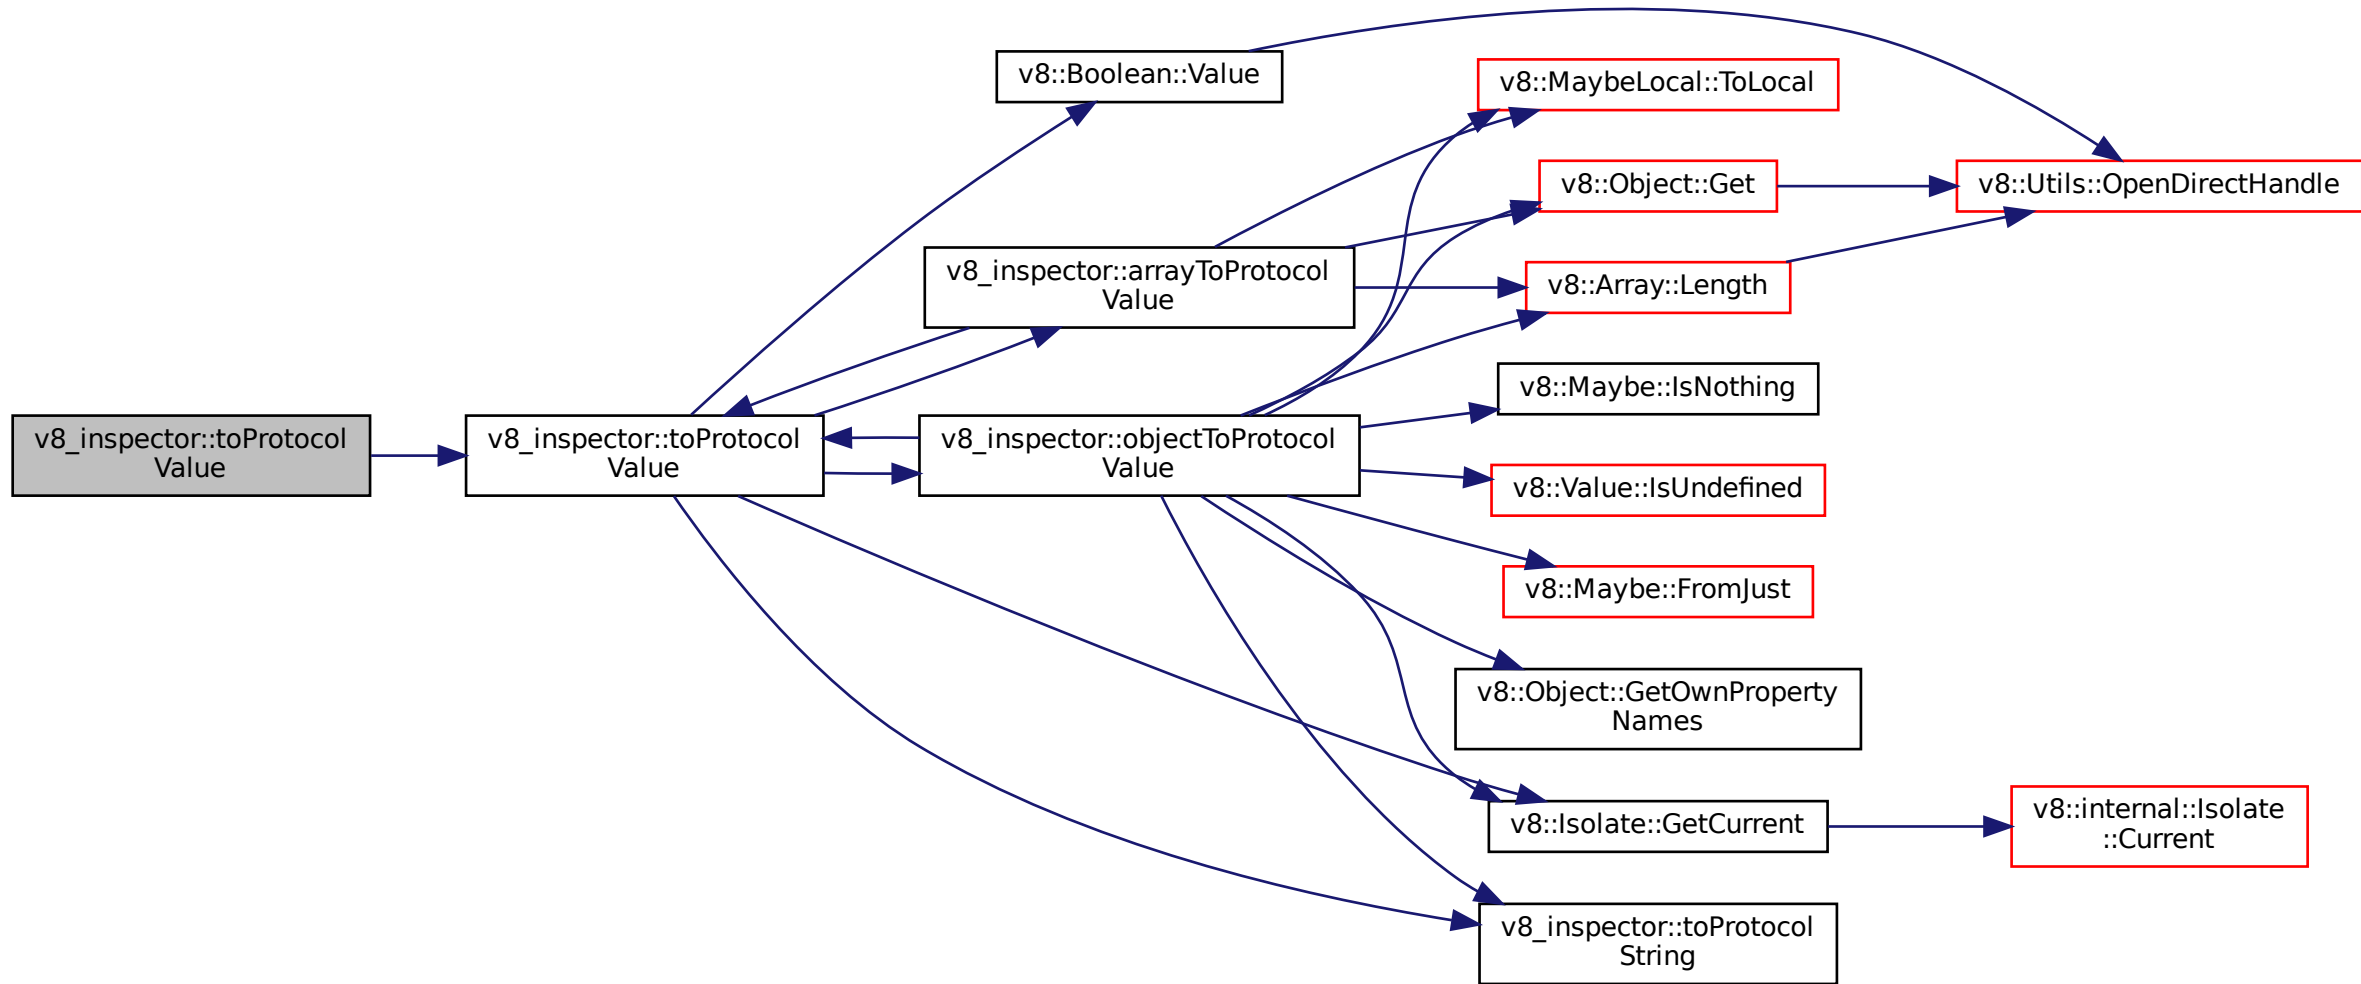 v8_inspector::toProtocol
Value
v8_inspector::toProtocol
Value
v8::Boolean::Value
v8_inspector::arrayToProtocol
Value
v8_inspector::objectToProtocol
Value
v8::MaybeLocal::ToLocal
v8::Object::Get
v8::Array::Length
v8::Maybe::IsNothing
v8::Value::IsUndefined
v8::Maybe::FromJust
v8::Object::GetOwnProperty
Names
v8::Isolate::GetCurrent
v8_inspector::toProtocol
String
v8::Utils::OpenDirectHandle
v8::internal::Isolate
::Current